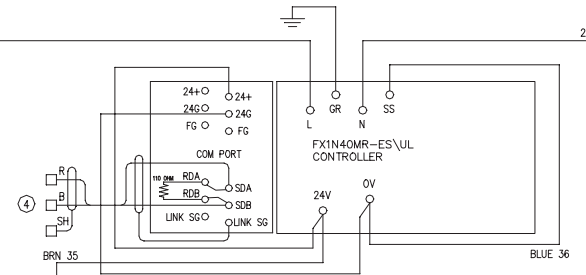 2
24+ 24+
24G 24G
FG FG
COM PORT
L GR N SS
FX1N40MR-ES\UL
CONTROLLER
110 OHM RDA SDA
RDB SDB
LINK SG LINK SG
24V 0V
R
4 B
SH
BRN 35 BLUE 36